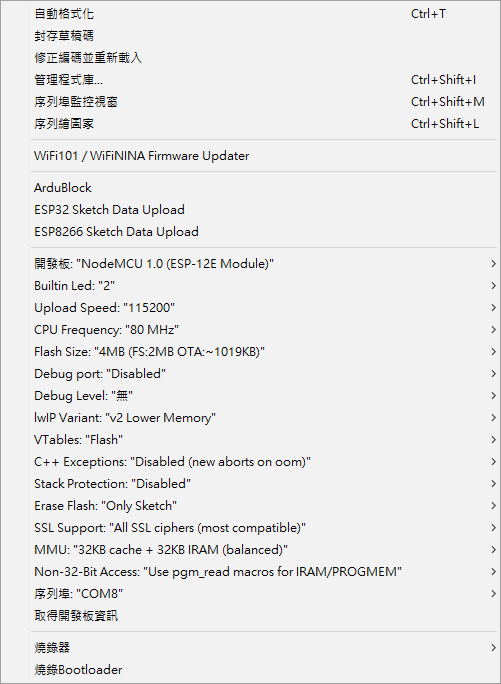 自動格式化 Ctrl+T
封存草稿碼
修正編碼並重新載入
管理程式庫... Ctrl+Shift+I
序列埠監控視窗 Ctrl+Shift+M
序列繪圖家 Ctrl+Shift+L
WiFi101 / WiFiNINA Firmware Updater
ArduBlock
ESP32 Sketch Data Upload
ESP8266 Sketch Data Upload
開發板: "NodeMCU 1.0 (ESP-12E Module)"
Builtin Led: "2"
Upload Speed: "115200"
CPU Frequency: "80 MHz"
Flash Size: "4MB (FS:2MB OTA:~1019KB)"
Debug port: "Disabled"
Debug Level: "無"
lwIP Variant: "v2 Lower Memory"
VTables: "Flash"
C++ Exceptions: "Disabled (new aborts on oom)"
Stack Protection: "Disabled"
Erase Flash: "Only Sketch"
SSL Support: "All SSL ciphers (most compatible)"
MMU: "32KB cache + 32KB IRAM (balanced)"
Non-32-Bit Access: "Use pgm_read macros for IRAM/PROGMEM"
序列埠: "COM8"
取得開發板資訊
燒錄器
燒錄Bootloader